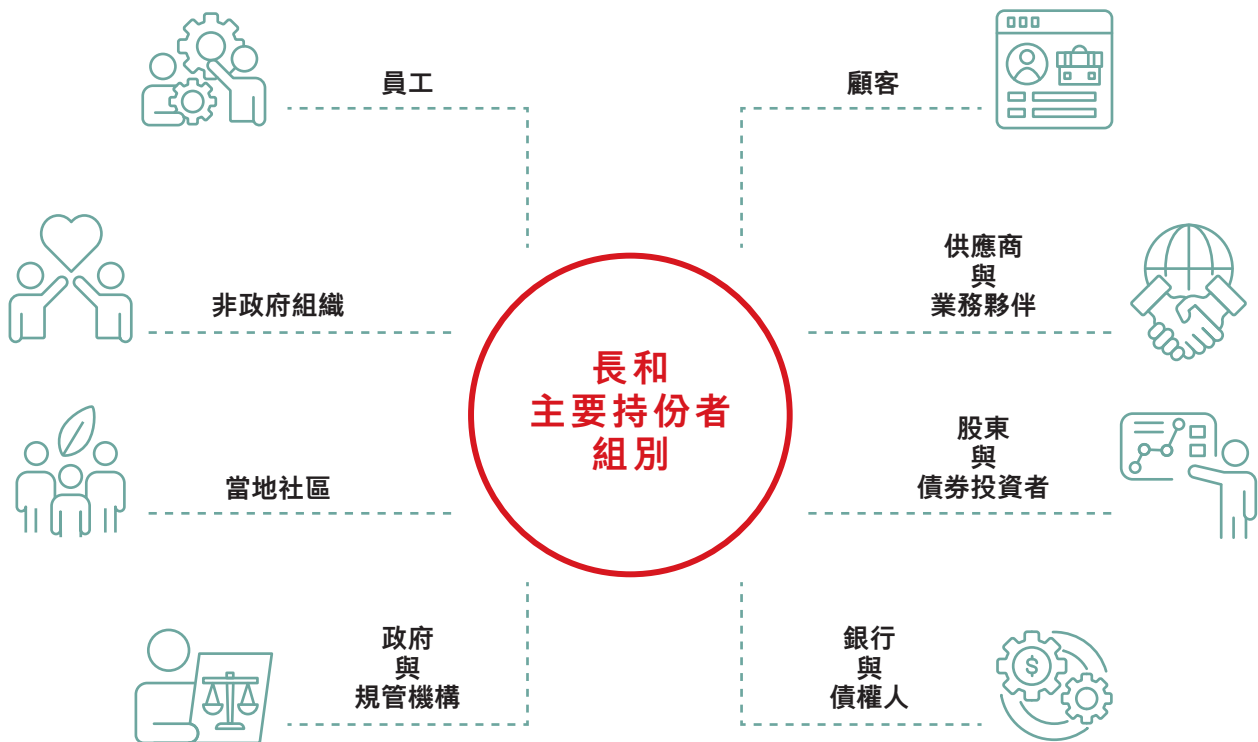 員工
顧客
非政府組織
供應商
與
業務夥伴
長和
主要持份者
組別
當地社區
股東
與
債券投資者
政府
與
規管機構
銀行
與
債權人
$